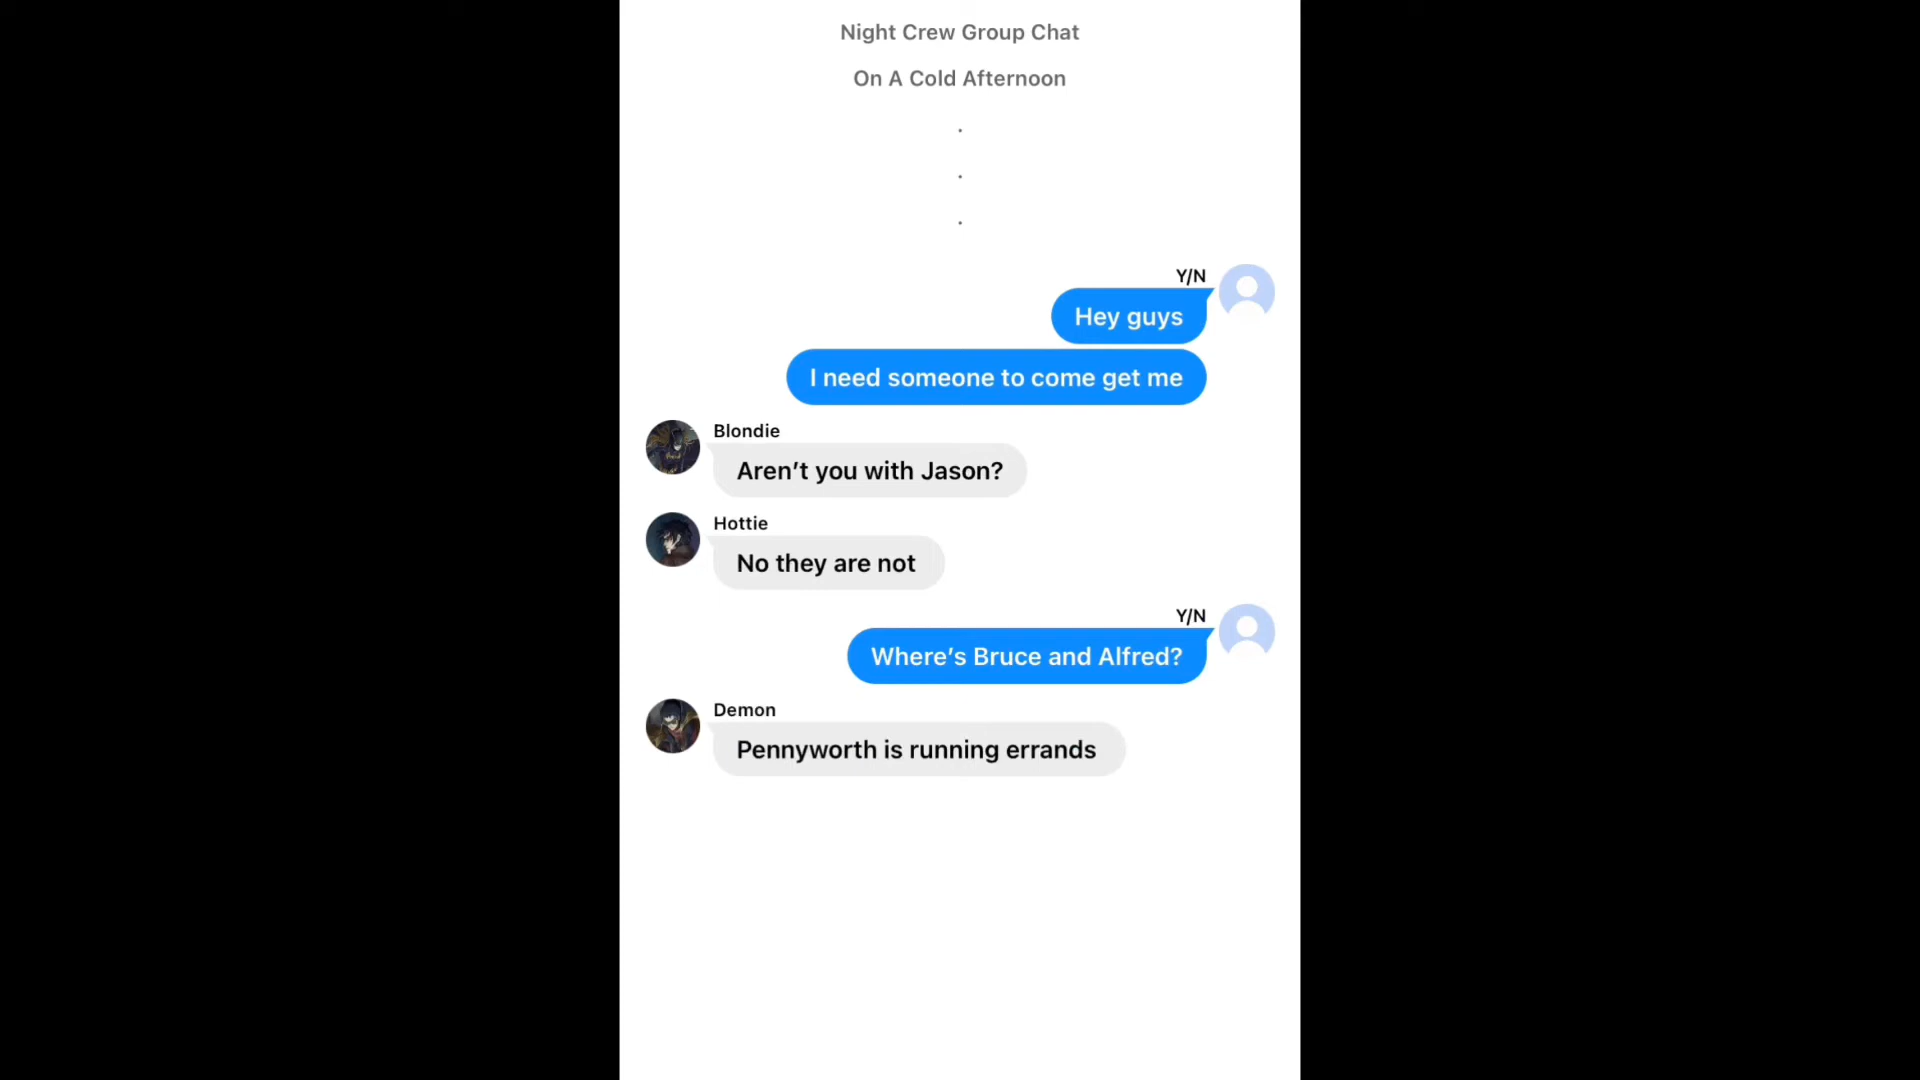 Night Crew Group Chat
On A Cold Afternoon
.
.
.
Y/N
Hey guys
I need someone to come get me
Blondie
Aren’t you with Jason?
Hottie
No they are not
Y/N
Where’s Bruce and Alfred?
Demon
Pennyworth is running errands